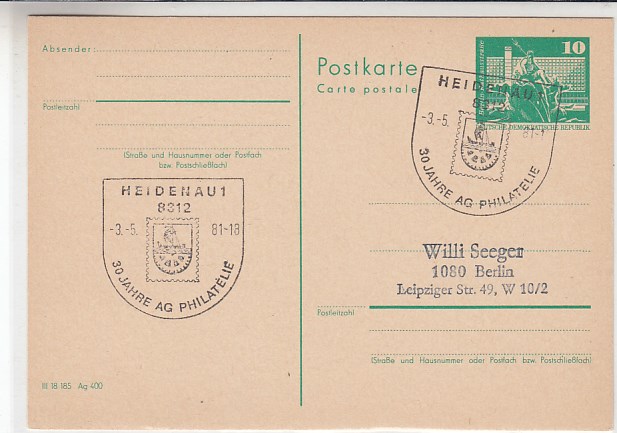 Absender:
Postleitzahl
(Straße und Hausnummer oder Postfach
bzw. Postschließfach)
HEIDENAU 1
8312
-3.-5. 81-18
30 JAHRE AG PHILATELIE
III 18 185 Ag 400
Postkarte
Carte postale
10
DEUTSCHE DEMOKRATISCHE REPUBLIK
HEIDENAU 1
8312
-3.-5. 81-1
30 JAHRE AG PHILATELIE
Willi Seeger
1080 Berlin
Leipziger Str. 49, W 10/2
Postleitzahl
(Straße und Hausnummer oder Postfach bzw. Postschließfach)